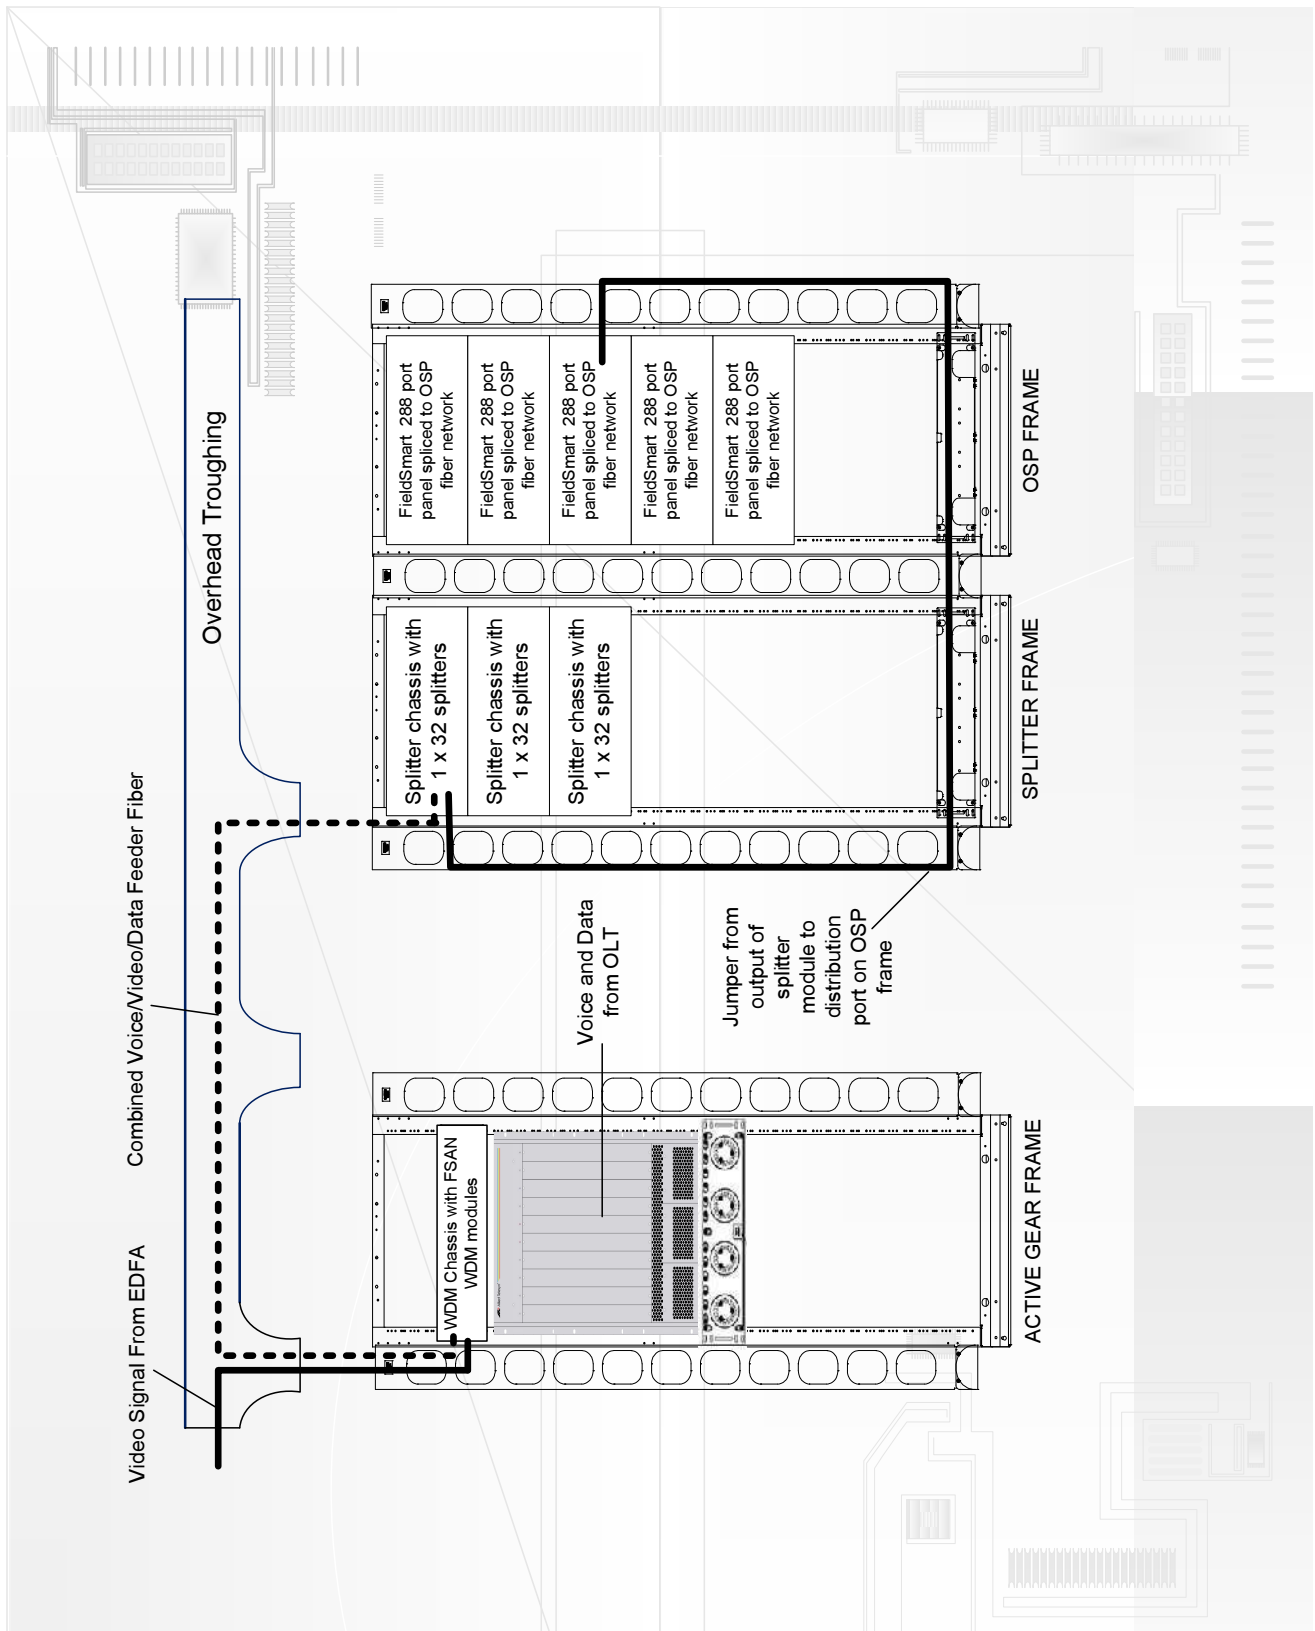 Video Signal From EDFA
Combined Voice/Video/Data Feeder Fiber
Overhead Troughing
WDM Chassis with FSAN
WDM modules
Voice and Data
from OLT
Jumper from
output of
splitter
module to
distribution
port on OSP
frame
Splitter chassis with
1 x 32 splitters
Splitter chassis with
1 x 32 splitters
Splitter chassis with
1 x 32 splitters
FieldSmart 288 port
panel spliced to OSP
fiber network
FieldSmart 288 port
panel spliced to OSP
fiber network
FieldSmart 288 port
panel spliced to OSP
fiber network
FieldSmart 288 port
panel spliced to OSP
fiber network
FieldSmart 288 port
panel spliced to OSP
fiber network
ACTIVE GEAR FRAME
SPLITTER FRAME
OSP FRAME